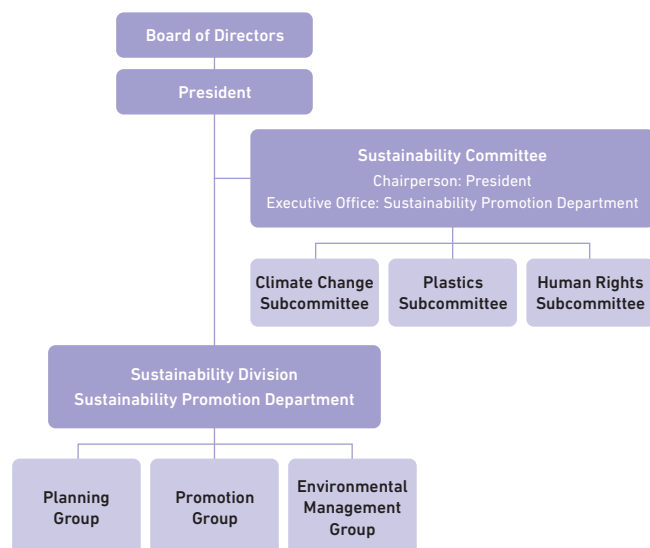 Board of Directors
President
Sustainability Committee
Chairperson: President
Executive Office: Sustainability Promotion Department
Climate Change
Subcommittee
Plastics
Subcommittee
Human Rights
Subcommittee
Sustainability Division
Sustainability Promotion Department
Planning
Group
Promotion
Group
Environmental
Management
Group